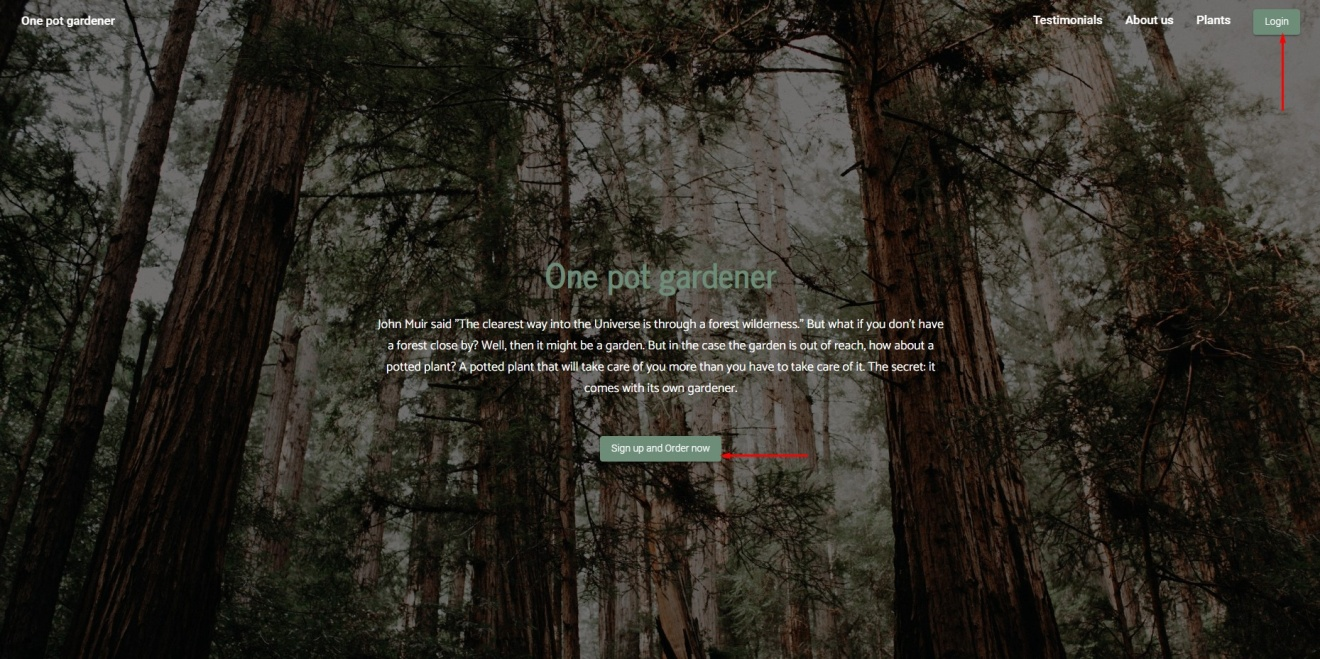 One pot gardener
Testimonials
About us
Plants
Login
One pot gardener
John Muir said "The clearest way into the Universe is through a forest wilderness." But what if you don't have
a forest close by? Well, then it might be a garden. But in the case the garden is out of reach, how about a
potted plant? A potted plant that will take care of you more than you have to take care of it. The secret: it
comes with its own gardener.
Sign up and Order now